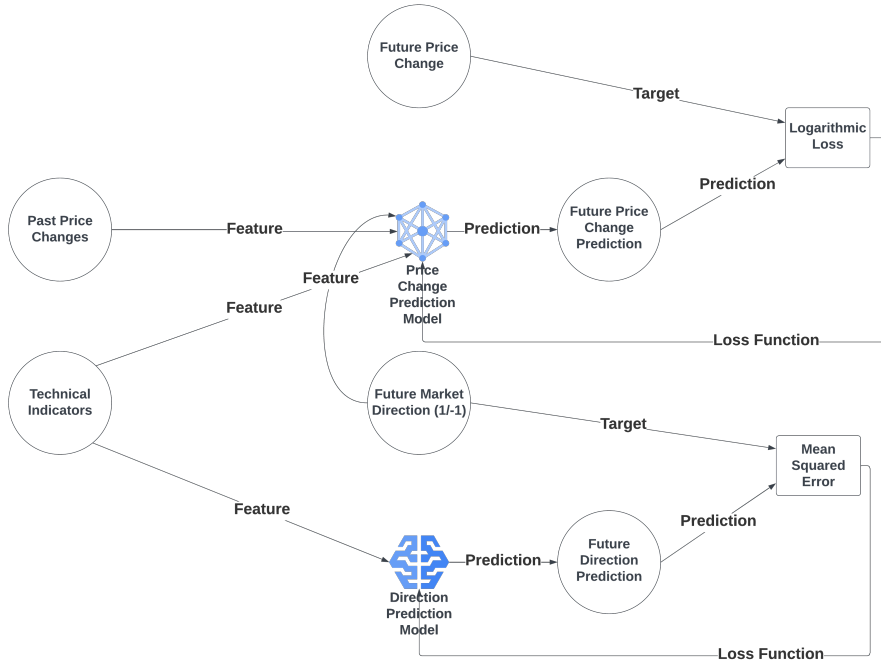 Future Price
Change
Target
Logarithmic
Loss
Prediction
Past Price
Changes
Feature
Prediction
Future Price
Change
Prediction
Feature
Feature
Price
Change
Prediction
Model
Loss Function
Technical
Indicators
Future Market
Direction (1/-1)
Target
Mean
Squared
Error
Feature
Prediction
Prediction
Future
Direction
Prediction
Direction
Prediction
Model
Loss Function